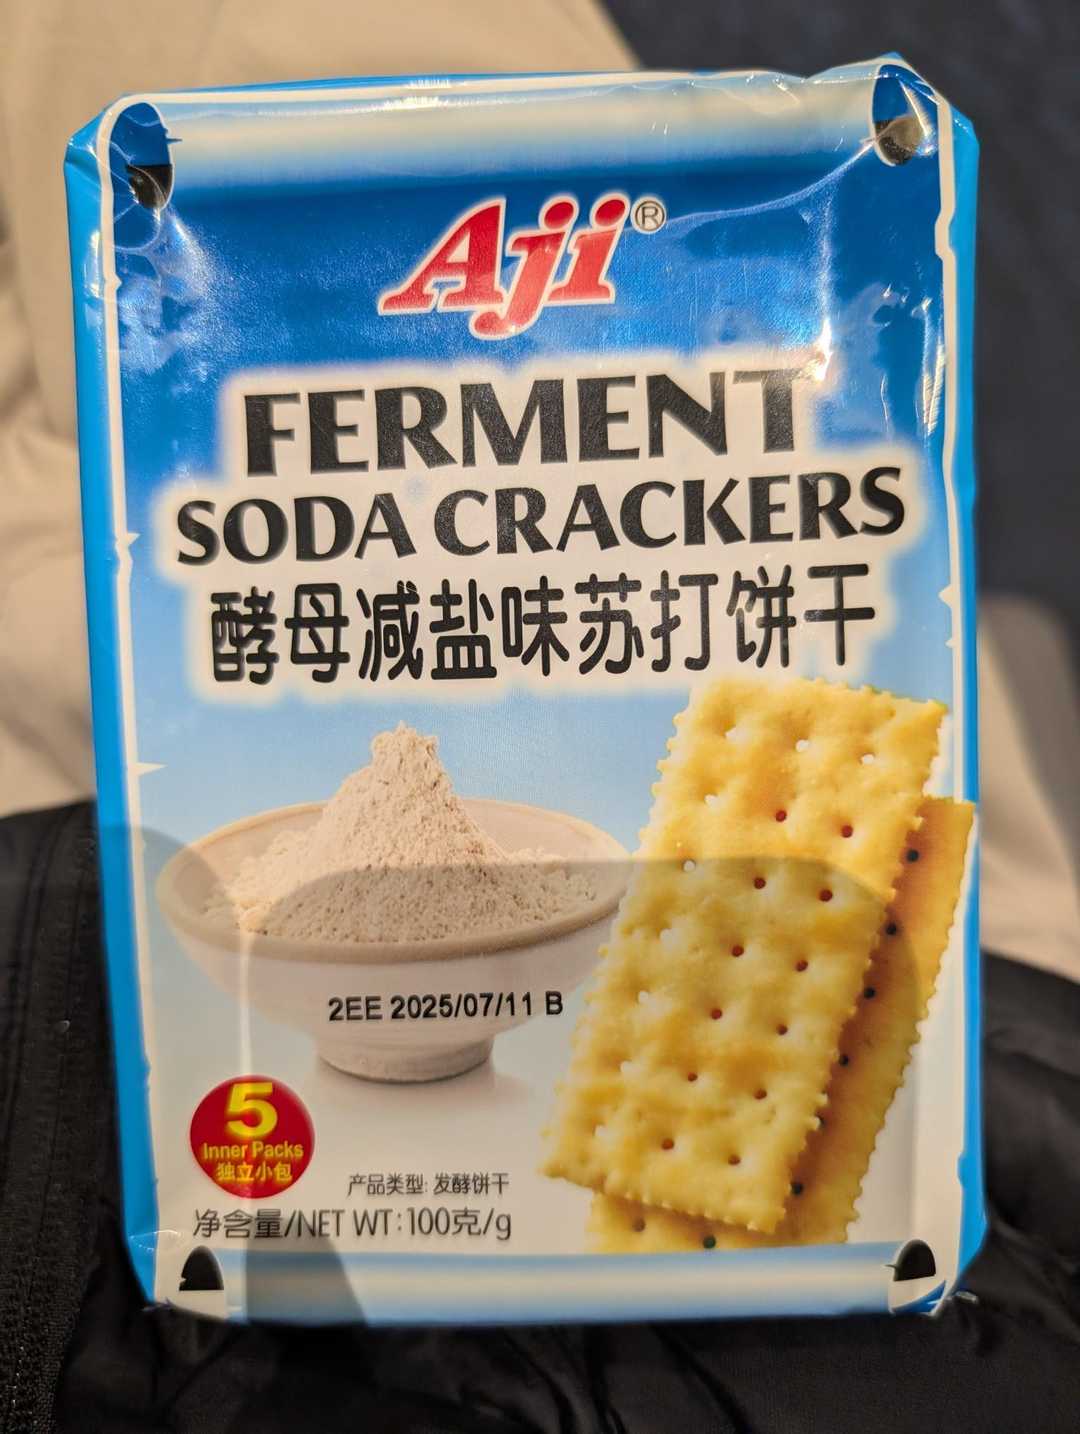 Aji®
FERMENT
SODA CRACKERS
酵母减盐味苏打饼干
2EE 2025/07/11 B
5
Inner Packs
独立小包
产品类型: 发酵饼干
净含量/NET WT:100克/g